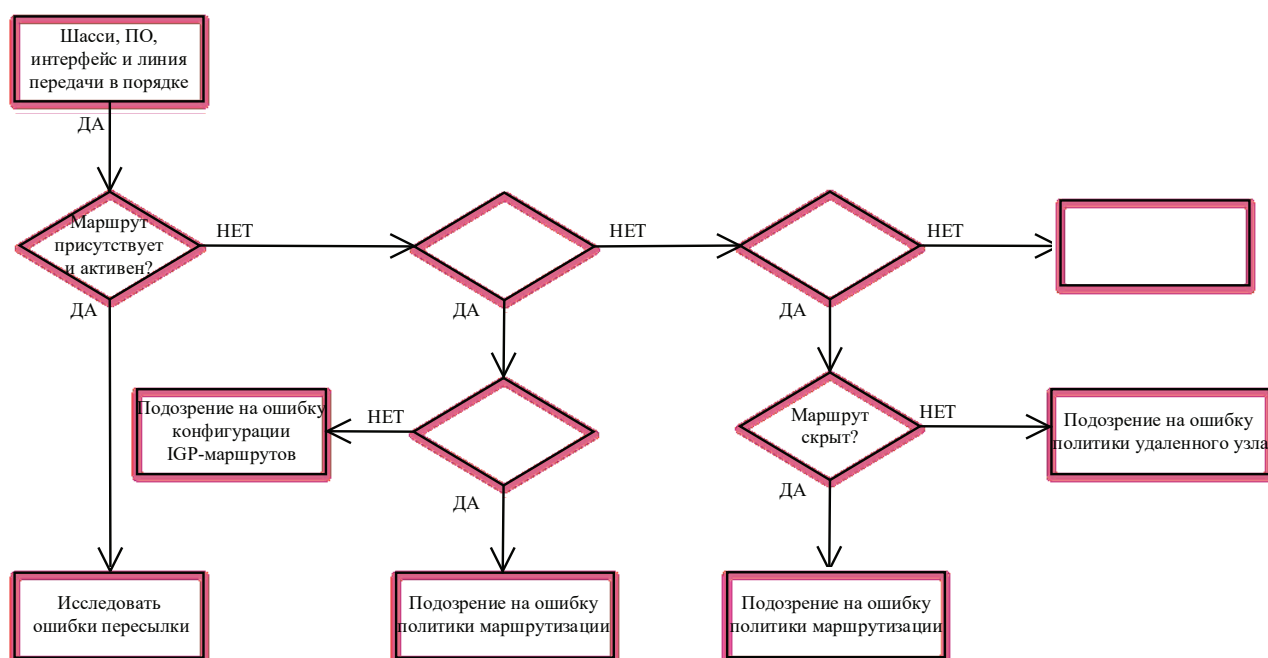 Шасси, ПО,
интерфейс и линия
передачи в порядке
ДА
Маршрут
присутствует
и активен?
НЕТ
НЕТ
НЕТ
ДА
ДА
ДА
Подозрение на ошибку
конфигурации
IGP-маршрутов
НЕТ
Маршрут
скрыт?
НЕТ
Подозрение на ошибку
политики удаленного узла
ДА
ДА
Исследовать
ошибки пересылки
Подозрение на ошибку
политики маршрутизации
Подозрение на ошибку
политики маршрутизации